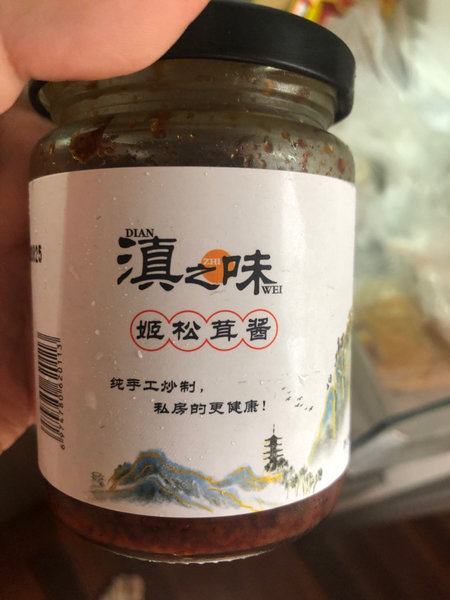 DIAN
滇之味
ZHI
WEI
姬松茸酱
纯手工炒制，
私房的更健康！
6974780620113